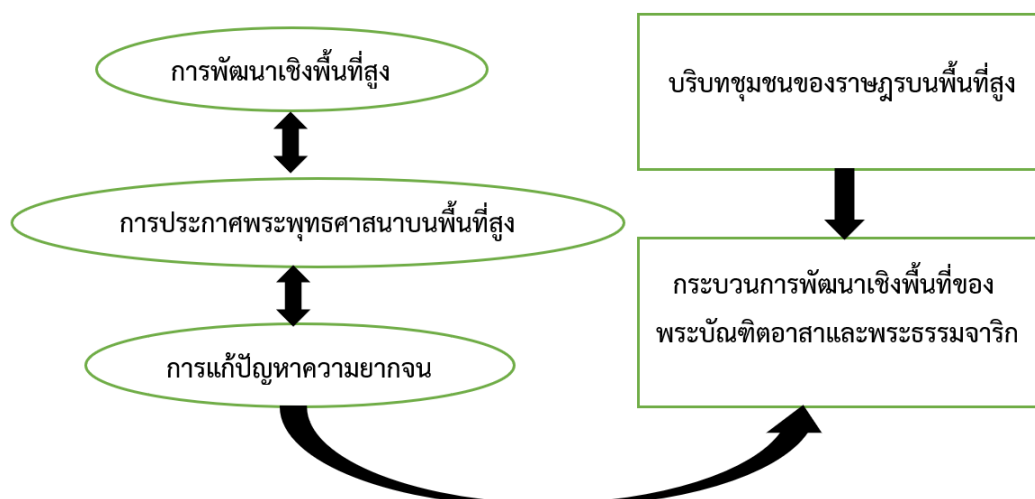 การพัฒนาเชิงพื้นที่สูง
การประกาศพระพุทธศาสนาบนพื้นที่สูง
การแก้ปัญหาความยากจน
บริบทชุมชนของราษฎรบนพื้นที่สูง
กระบวนการพัฒนาเชิงพื้นที่ของ
พระบัณฑิตอาสาและพระธรรมจาริก